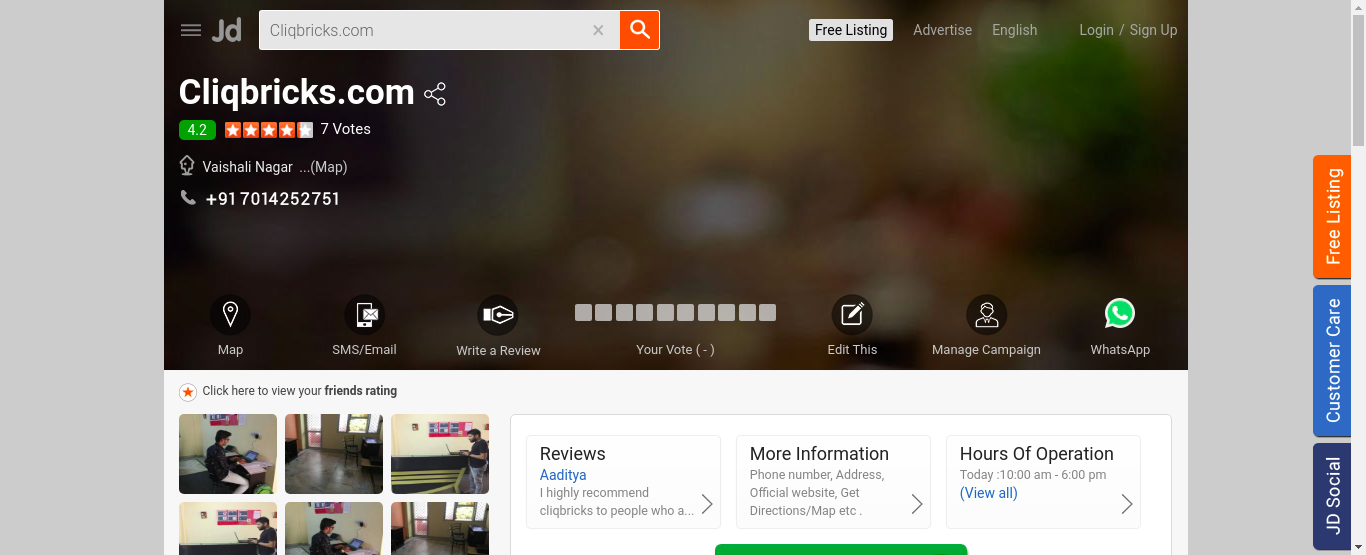 Jd
Cliqbricks.com
Free Listing
Advertise
English
Login / Sign Up
Cliqbricks.com
4.2 7 Votes
Vaishali Nagar ...(Map)
+91 7014252751
Map
SMS/Email
Write a Review
Your Vote ( - )
Edit This
Manage Campaign
WhatsApp
Click here to view your friends rating
Reviews
Aaditya
I highly recommend
cliqbricks to people who a...
More Information
Phone number, Address,
Official website, Get
Directions/Map etc .
Hours Of Operation
Today :10:00 am - 6:00 pm
(View all)
Free Listing
Customer Care
JD Social